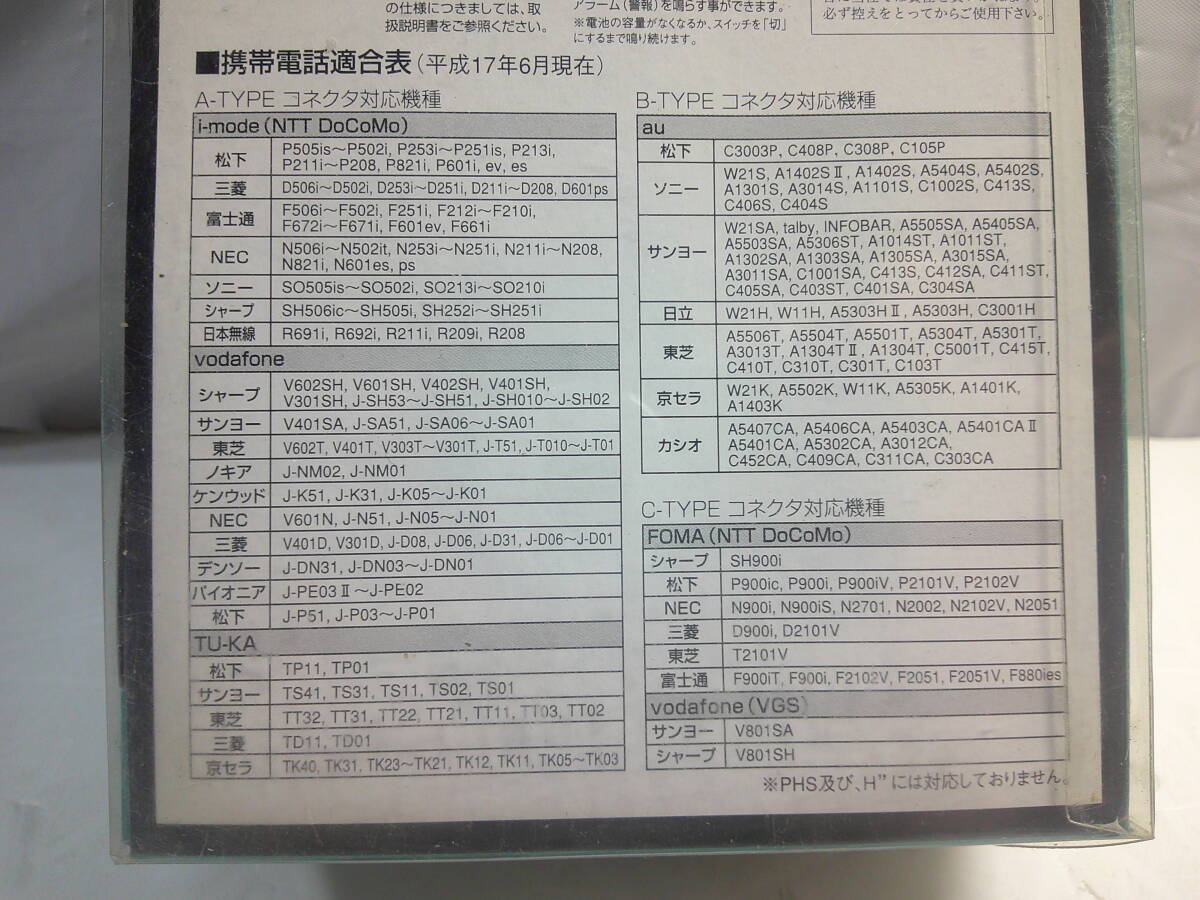 の仕様につきましては、取
扱説明書をご参照ください。
アラーム(警報)を鳴らす事ができます。
※電池の容量がなくなるか、スイッチを「切」
にするまで鳴り続けます。
必ず控えをとってからご使用下さい。
■携帯電話適合表(平成17年6月現在)
A-TYPE コネクタ対応機種
i-mode(NTT DoCoMo)
松下 P505is〜P502i, P253i〜P251is, P213i,
P211i〜P208, P821i, P601i, ev, es
三菱 D506i〜D502i, D253i〜D251i, D211i〜D208, D601ps
富士通 F506i〜F502i, F251i, F212i〜F210i,
F672i〜F671i, F601ev, F661i
NEC N506i〜N502it, N253i〜N251i, N211i〜N208,
N821i, N601es, ps
ソニー SO505is〜SO502i, SO213i〜SO210i
シャープ SH506ic〜SH505i, SH252i〜SH251i
日本無線 R691i, R692i, R211i, R209i, R208
vodafone
シャープ V602SH, V601SH, V402SH, V401SH,
V301SH, J-SH53〜J-SH51, J-SH010〜J-SH02
サンヨー V401SA, J-SA51, J-SA06〜J-SA01
東芝 V602T, V401T, V303T〜V301T, J-T51, J-T010〜J-T01
ノキア J-NM02, J-NM01
ケンウッド J-K51, J-K31, J-K05〜J-K01
NEC V601N, J-N51, J-N05〜J-N01
三菱 V401D, V301D, J-D08, J-D06, J-D31, J-D06〜J-D01
デンソー J-DN31, J-DN03〜J-DN01
パイオニア J-PE03Ⅱ〜J-PE02
松下 J-P51, J-P03〜J-P01
TU-KA
松下 TP11, TP01
サンヨー TS41, TS31, TS11, TS02, TS01
東芝 TT32, TT31, TT22, TT21, TT11, TT03, TT02
三菱 TD11, TD01
京セラ TK40, TK31, TK23〜TK21, TK12, TK11, TK05〜TK03
B-TYPE コネクタ対応機種
au
松下 C3003P, C408P, C308P, C105P
ソニー W21S, A1402SⅡ, A1402S, A5404S, A5402S,
A1301S, A3014S, A1101S, C1002S, C413S,
C406S, C404S
サンヨー W21SA, talby, INFOBAR, A5505SA, A5405SA,
A5503SA, A5306ST, A1014ST, A1011ST,
A1302SA, A1303SA, A1305SA, A3015SA,
A3011SA, C1001SA, C413S, C412SA, C411ST,
C405SA, C403ST, C401SA, C304SA
日立 W21H, W11H, A5303HⅡ, A5303H, C3001H
東芝 A5506T, A5504T, A5501T, A5304T, A5301T,
A3013T, A1304TⅡ, A1304T, C5001T, C415T,
C410T, C310T, C301T, C103T
京セラ W21K, A5502K, W11K, A5305K, A1401K,
A1403K
カシオ A5407CA, A5406CA, A5403CA, A5401CAⅡ
A5401CA, A5302CA, A3012CA,
C452CA, C409CA, C311CA, C303CA
C-TYPE コネクタ対応機種
FOMA(NTT DoCoMo)
シャープ SH900i
松下 P900ic, P900i, P900iV, P2101V, P2102V
NEC N900i, N900iS, N2701, N2002, N2102V, N2051
三菱 D900i, D2101V
東芝 T2101V
富士通 F900iT, F900i, F2102V, F2051, F2051V, F880ies
vodafone(VGS)
サンヨー V801SA
シャープ V801SH
※PHS及び、H”には対応しておりません。